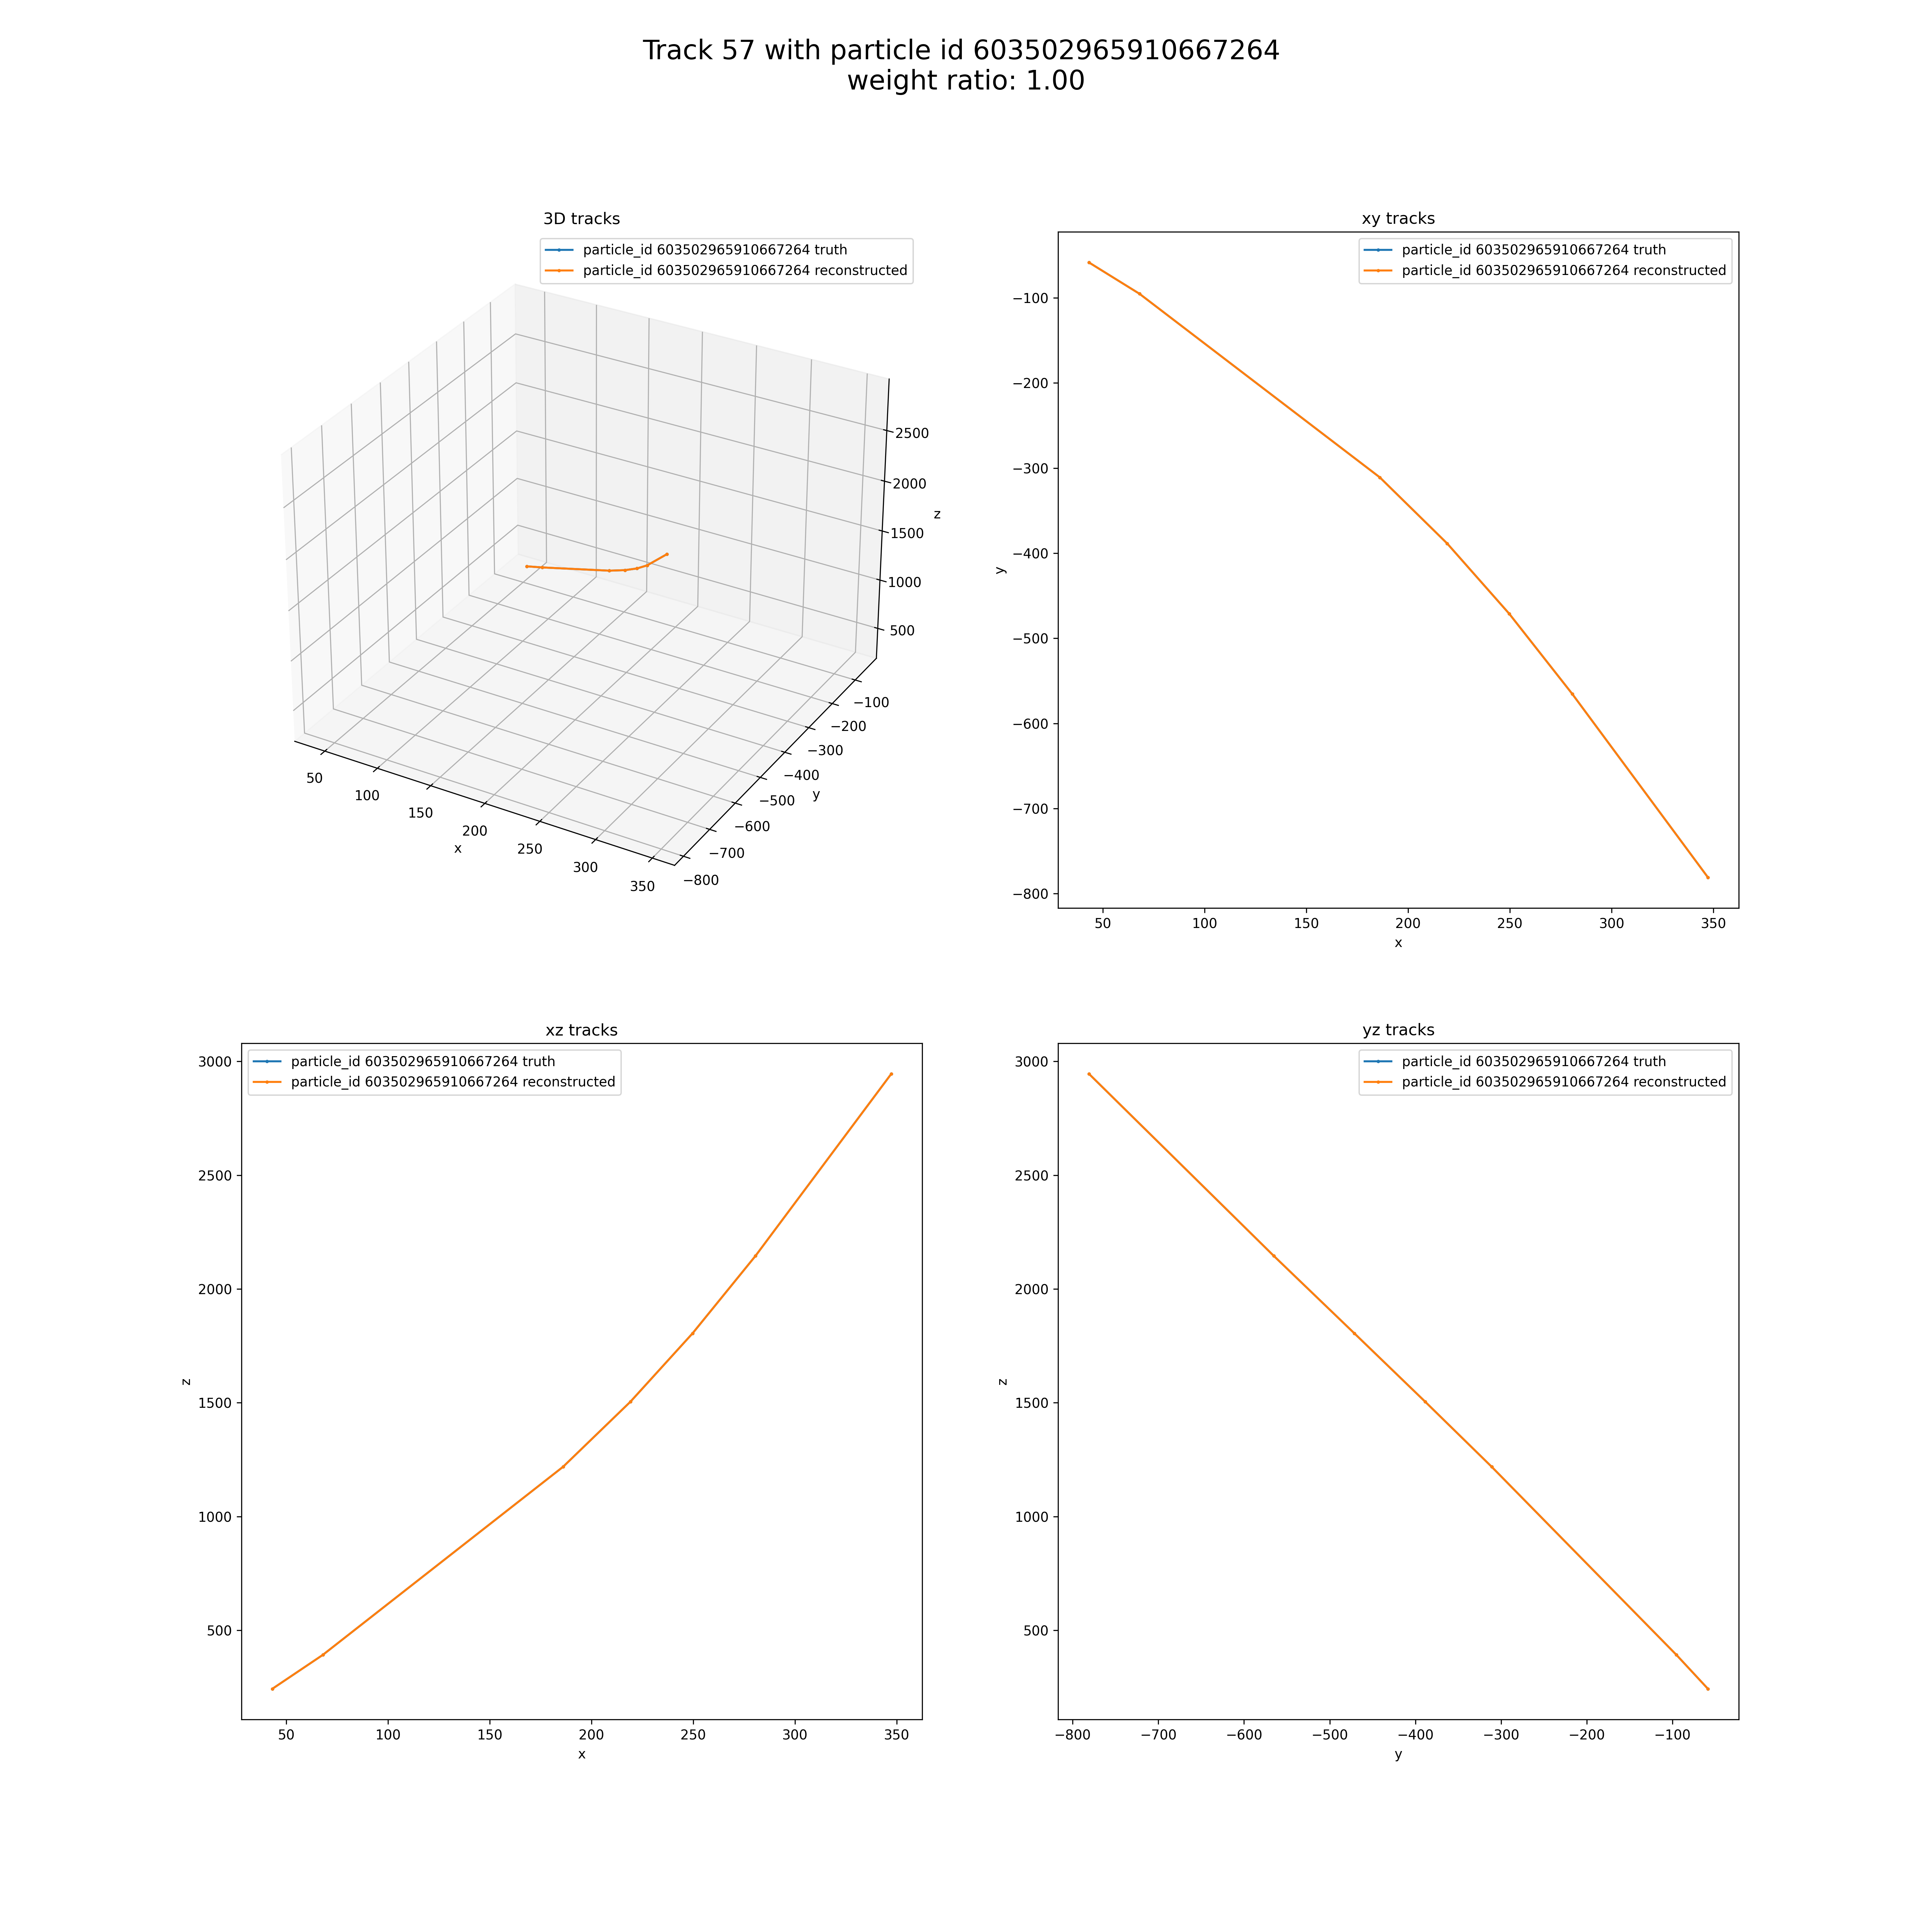 Track 57 with particle id 603502965910667264
weight ratio: 1.00
3D tracks
particle_id 603502965910667264 truth
particle_id 603502965910667264 reconstructed
2500
2000
z
1500
1000
500
−100
−200
−300
−400
y
−500
−600
−700
−800
50
100
150
200
x
250
300
350
xy tracks
particle_id 603502965910667264 truth
particle_id 603502965910667264 reconstructed
−100
−200
−300
−400
y
−500
−600
−700
−800
50 100 150 200 250 300 350
x
xz tracks
particle_id 603502965910667264 truth
particle_id 603502965910667264 reconstructed
3000
2500
2000
z
1500
1000
500
50 100 150 200 250 300 350
x
yz tracks
particle_id 603502965910667264 truth
particle_id 603502965910667264 reconstructed
3000
2500
2000
z
1500
1000
500
−800 −700 −600 −500 −400 −300 −200 −100
y